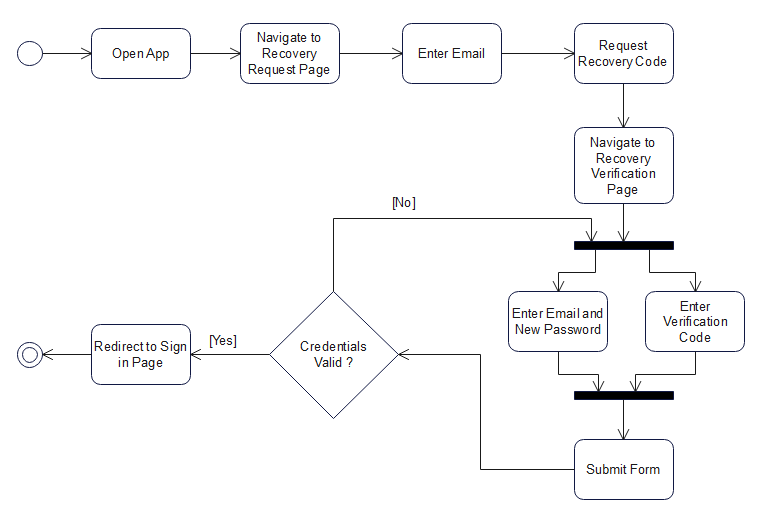 Open App
Navigate to
Recovery
Request Page
Enter Email
Request
Recovery Code
Navigate to
Recovery
Verification
Page
[No]
Enter Email and
New Password
Enter
Verification
Code
Redirect to Sign
in Page
[Yes]
Credentials
Valid ?
Submit Form